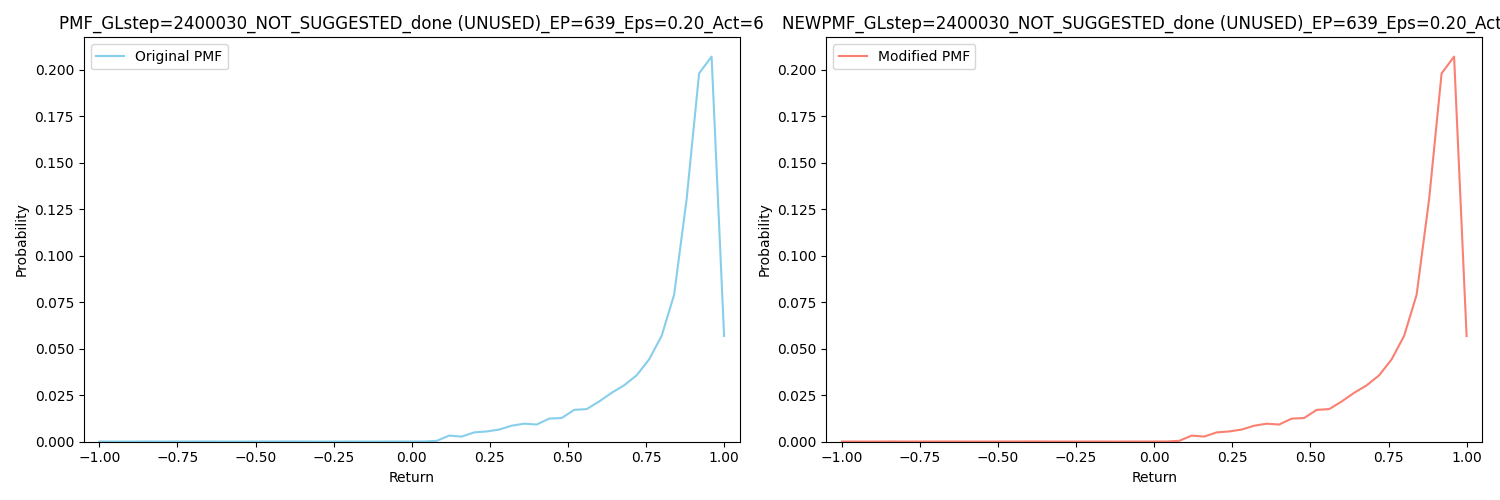 PMF_GLstep=2400030_NOT_SUGGESTED_done (UNUSED)_EP=639_Eps=0.20_Act=6
Original PMF
0.200
0.175
0.150
0.125
0.100
0.075
0.050
0.025
0.000
Probability
−1.00 −0.75 −0.50 −0.25 0.00 0.25 0.50 0.75 1.00
Return
NEWPMF_GLstep=2400030_NOT_SUGGESTED_done (UNUSED)_EP=639_Eps=0.20_Act
Modified PMF
0.200
0.175
0.150
0.125
0.100
0.075
0.050
0.025
0.000
Probability
−1.00 −0.75 −0.50 −0.25 0.00 0.25 0.50 0.75 1.00
Return